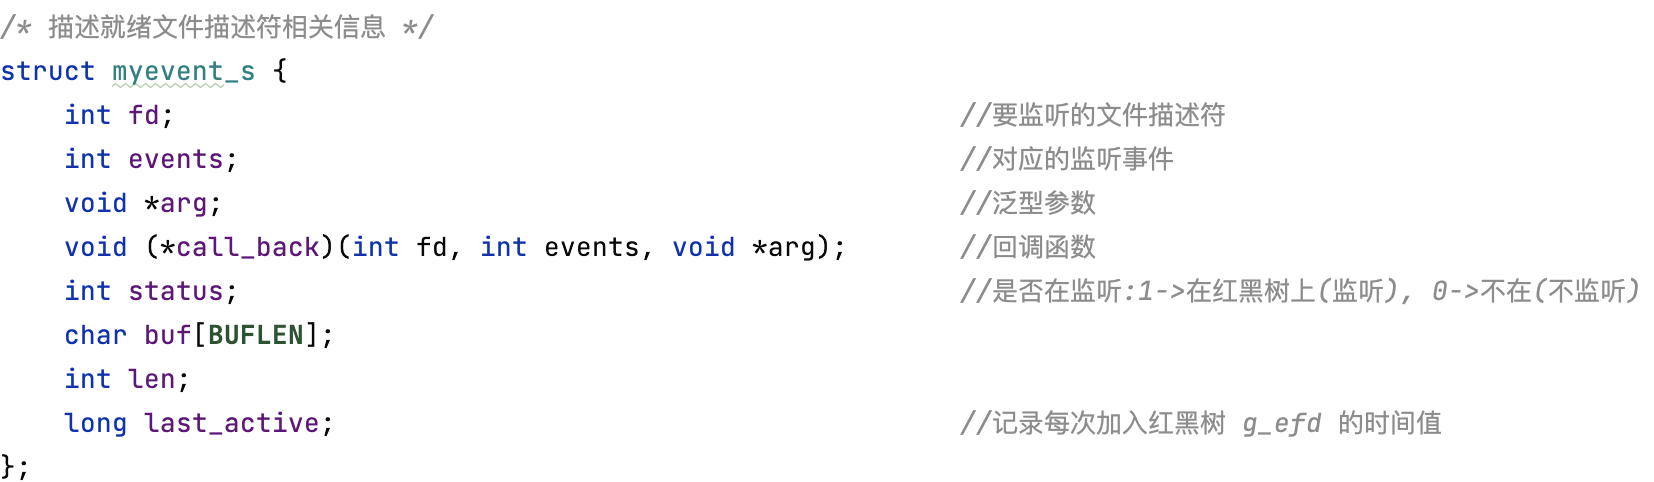 /* 描述就绪文件描述符相关信息 */
struct myevent_s {
    int fd;                                                 //要监听的文件描述符
    int events;                                             //对应的监听事件
    void *arg;                                              //泛型参数
    void (*call_back)(int fd, int events, void *arg);       //回调函数
    int status;                                             //是否在监听:1->在红黑树上(监听), 0->不在(不监听)
    char buf[BUFLEN];
    int len;
    long last_active;                                       //记录每次加入红黑树 g_efd 的时间值
};